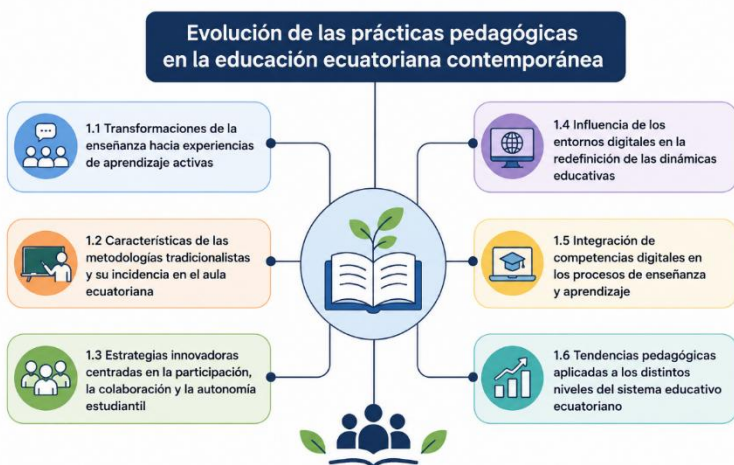 Evolución de las prácticas pedagógicas
en la educación ecuatoriana contemporánea
1.1 Transformaciones de la
enseñanza hacia experiencias
de aprendizaje activas
1.2 Características de las
metodologías tradicionalistas
y su incidencia en el aula
ecuatoriana
1.3 Estrategias innovadoras
centradas en la participación,
la colaboración y la autonomía
estudiantil
1.4 Influencia de los
entornos digitales en la
redefinición de las dinámicas
educativas
1.5 Integración de
competencias digitales en
los procesos de enseñanza
y aprendizaje
1.6 Tendencias pedagógicas
aplicadas a los distintos
niveles del sistema educativo
ecuatoriano